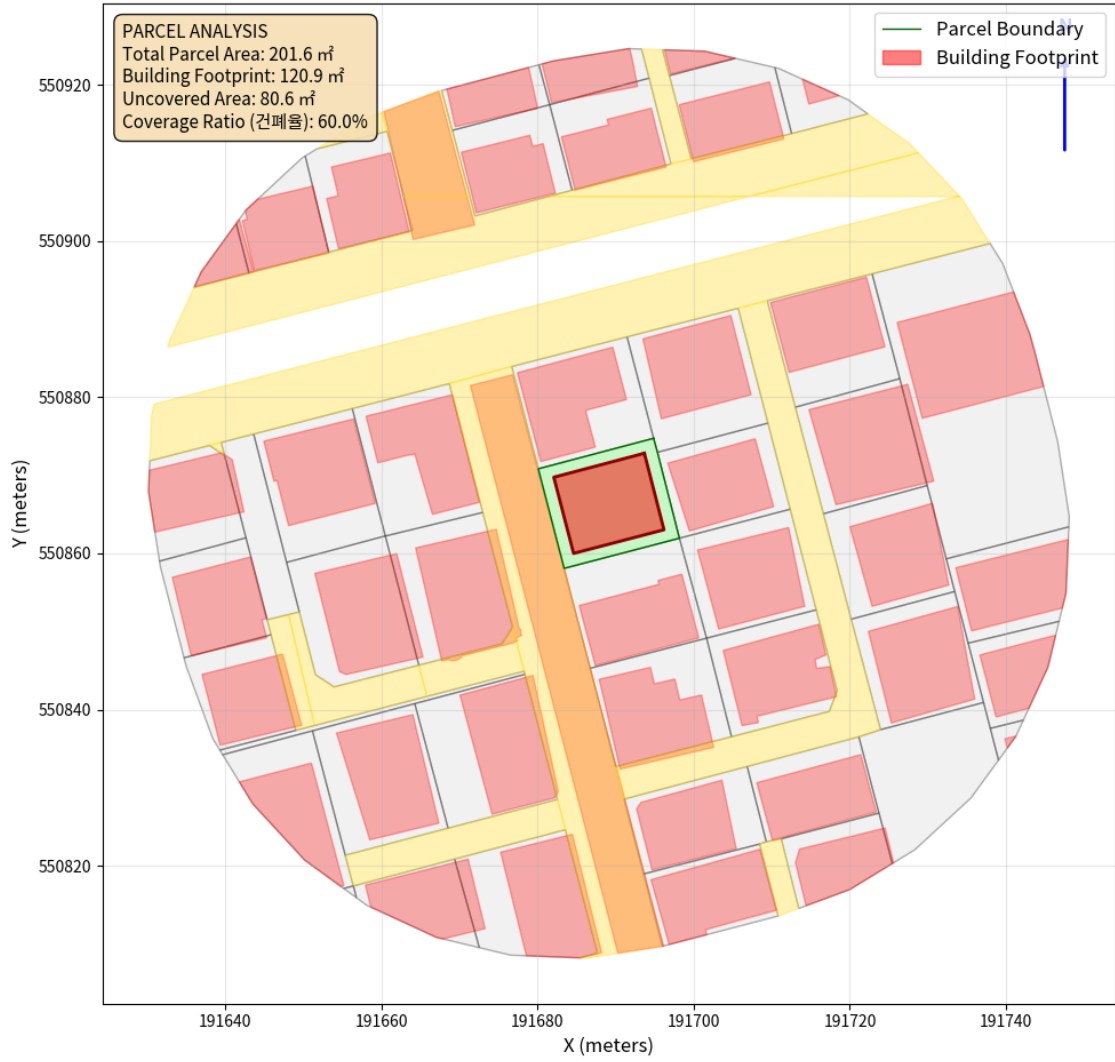 PARCEL ANALYSIS
Total Parcel Area: 201.6 ㎡
Building Footprint: 120.9 ㎡
Uncovered Area: 80.6 ㎡
Coverage Ratio (건폐율): 60.0%
Parcel Boundary
Building Footprint
N
550920
550900
550880
550860
550840
550820
Y (meters)
191640
191660
191680
191700
191720
191740
X (meters)